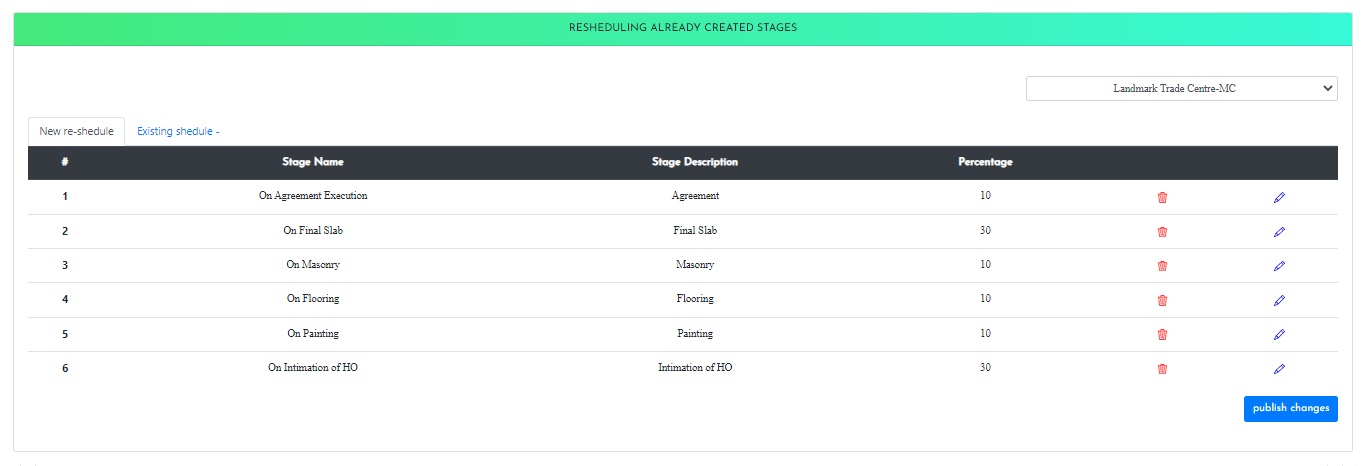 RESHEDULING ALREADY CREATED STAGES
Landmark Trade Centre-MC
New re-shedule Existing shedule -
# Stage Name Stage Description Percentage
1 On Agreement Execution Agreement 10
2 On Final Slab Final Slab 30
3 On Masonry Masonry 10
4 On Flooring Flooring 10
5 On Painting Painting 10
6 On Intimation of HO Intimation of HO 30
publish changes